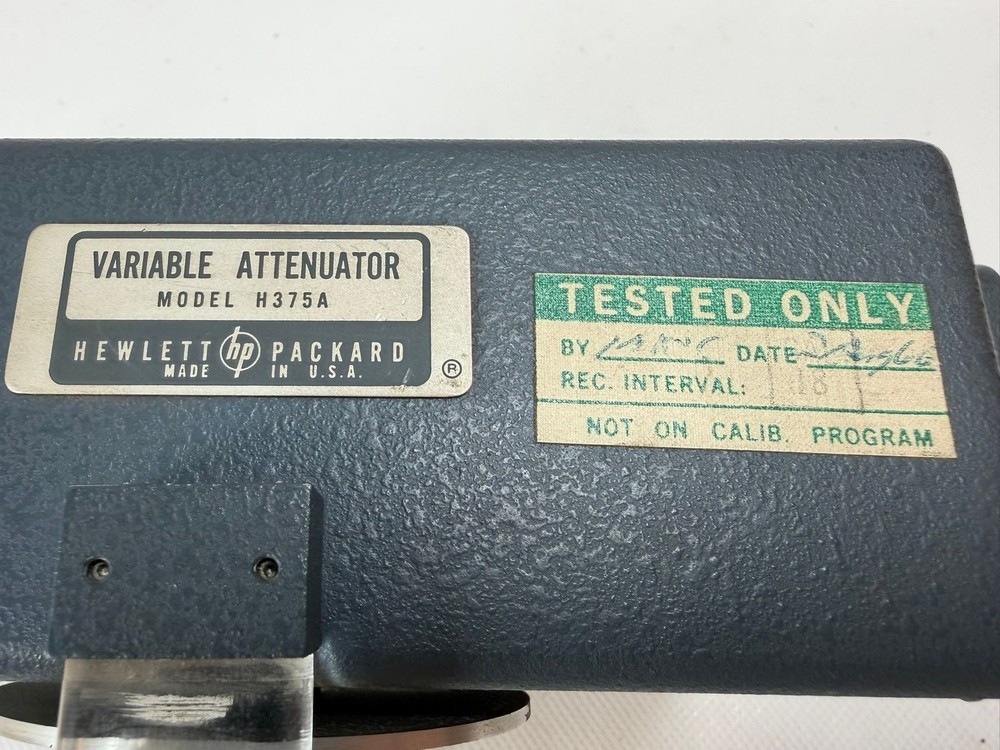 VARIABLE ATTENUATOR
MODEL H375A
HEWLETT hp PACKARD
MADE IN U.S.A.
®
TESTED ONLY
BY DATE
REC. INTERVAL: 18
NOT ON CALIB. PROGRAM